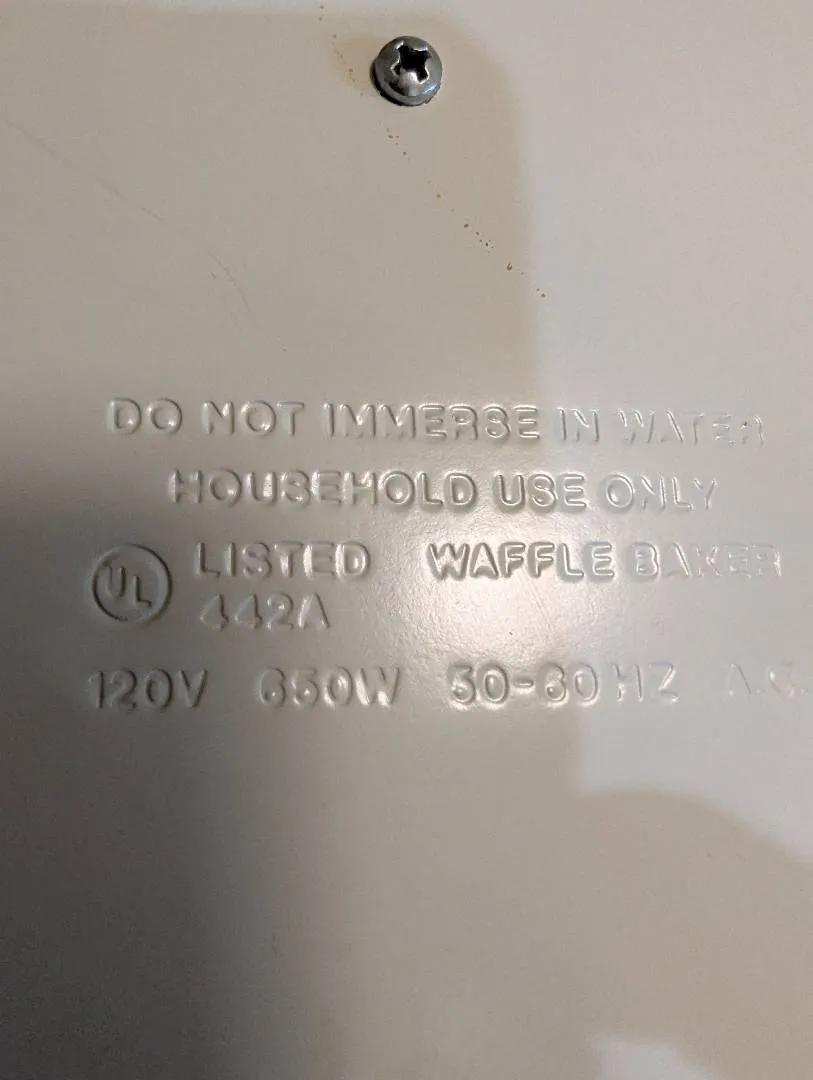 DO NOT IMMERSE IN WATER
HOUSEHOLD USE ONLY
UL LISTED WAFFLE BAKER
442A
120V 650W 50-60 HZ A.C.